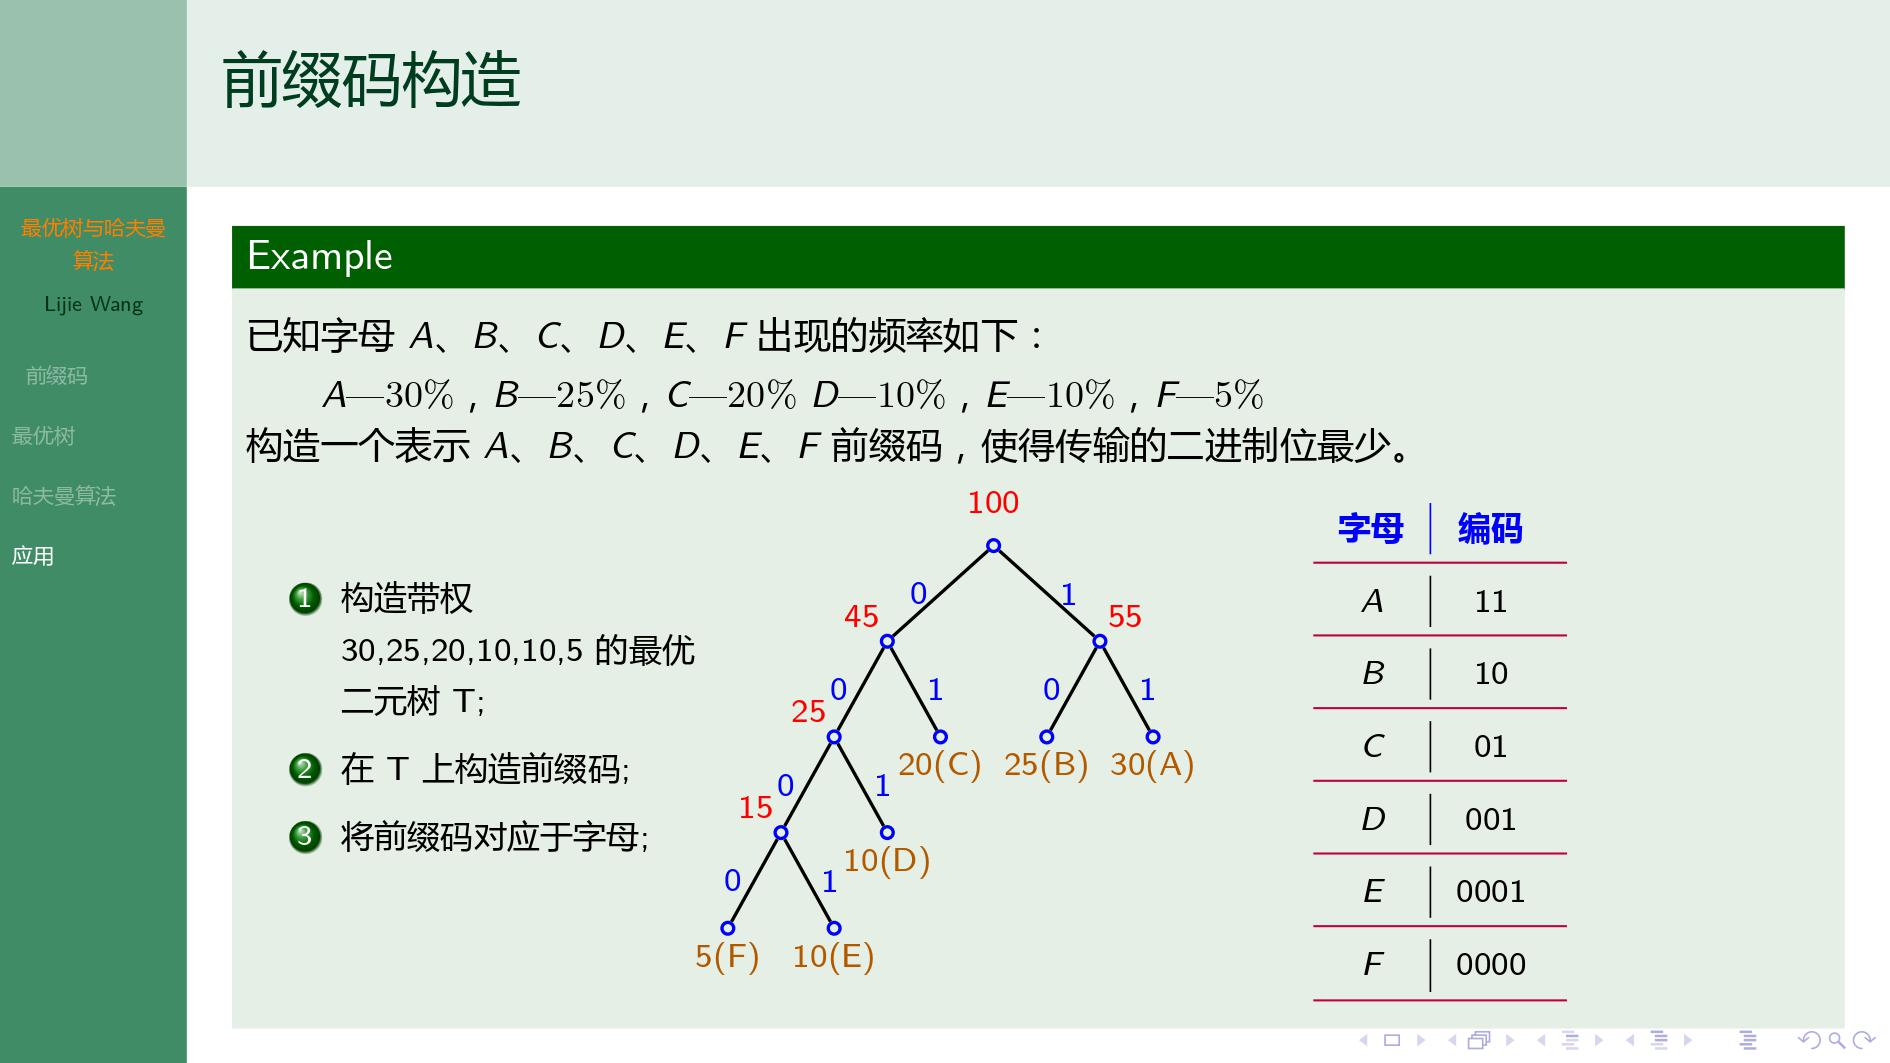 前缀码构造
最优树与哈夫曼
算法
Lijie Wang
前缀码
最优树
哈夫曼算法
应用
Example
已知字母 A、B、C、D、E、F 出现的频率如下：
A—30%，B—25%，C—20% D—10%，E—10%，F—5%
构造一个表示 A、B、C、D、E、F 前缀码，使得传输的二进制位最少。
1 构造带权
30,25,20,10,10,5 的最优
二元树 T;
2 在 T 上构造前缀码;
3 将前缀码对应于字母;
100
0 1
45 55
0 1 0 1
25
20(C) 25(B) 30(A)
0 1
15
10(D)
0 1
5(F) 10(E)
字母 编码
A 11
B 10
C 01
D 001
E 0001
F 0000